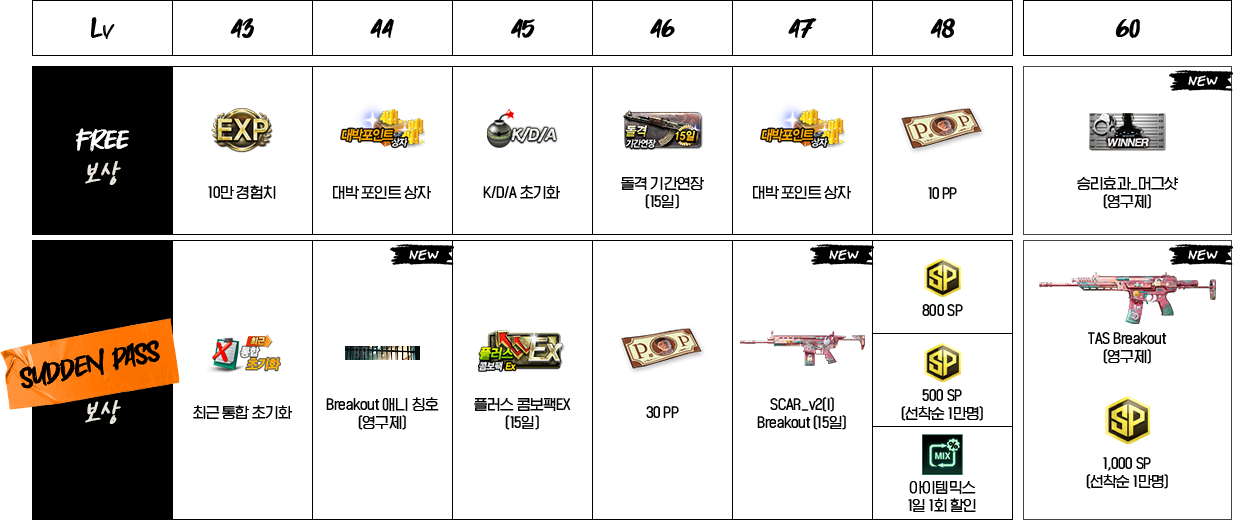 Lv 43 44 45 46 47 48 60
NEW
FREE
보상
EXP
대박포인트
상자
K/D/A
돌격
15일
기간연장
대박포인트
상자
P P
WINNER
10만 경험치
대박 포인트 상자
K/D/A 초기화
돌격 기간연장
(15일)
대박 포인트 상자
10 PP
승리효과_머그샷
(영구제)
NEW
NEW
NEW
SUDDEN PASS
보상
최근
통합
초기화
최근 통합 초기화
Breakout 애니 칭호
(영구제)
플러스 Ex
콤보팩 Ex
플러스 콤보팩EX
(15일)
P P
30 PP
SCAR_v2(I)
Breakout (15일)
SP
800 SP
SP
500 SP
(선착순 1만명)
MIX
아이템믹스
1일 1회 할인
TAS Breakout
(영구제)
SP
1,000 SP
(선착순 1만명)